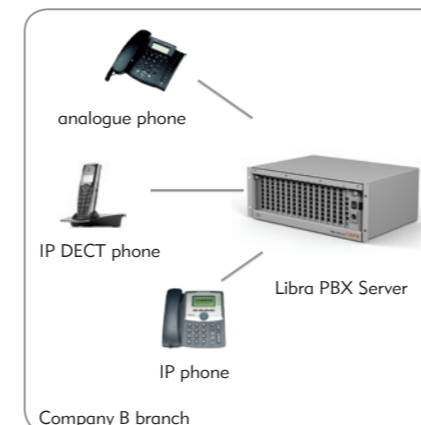 analogue phone
IP DECT phone
Libra PBX Server
IP phone
Company B branch